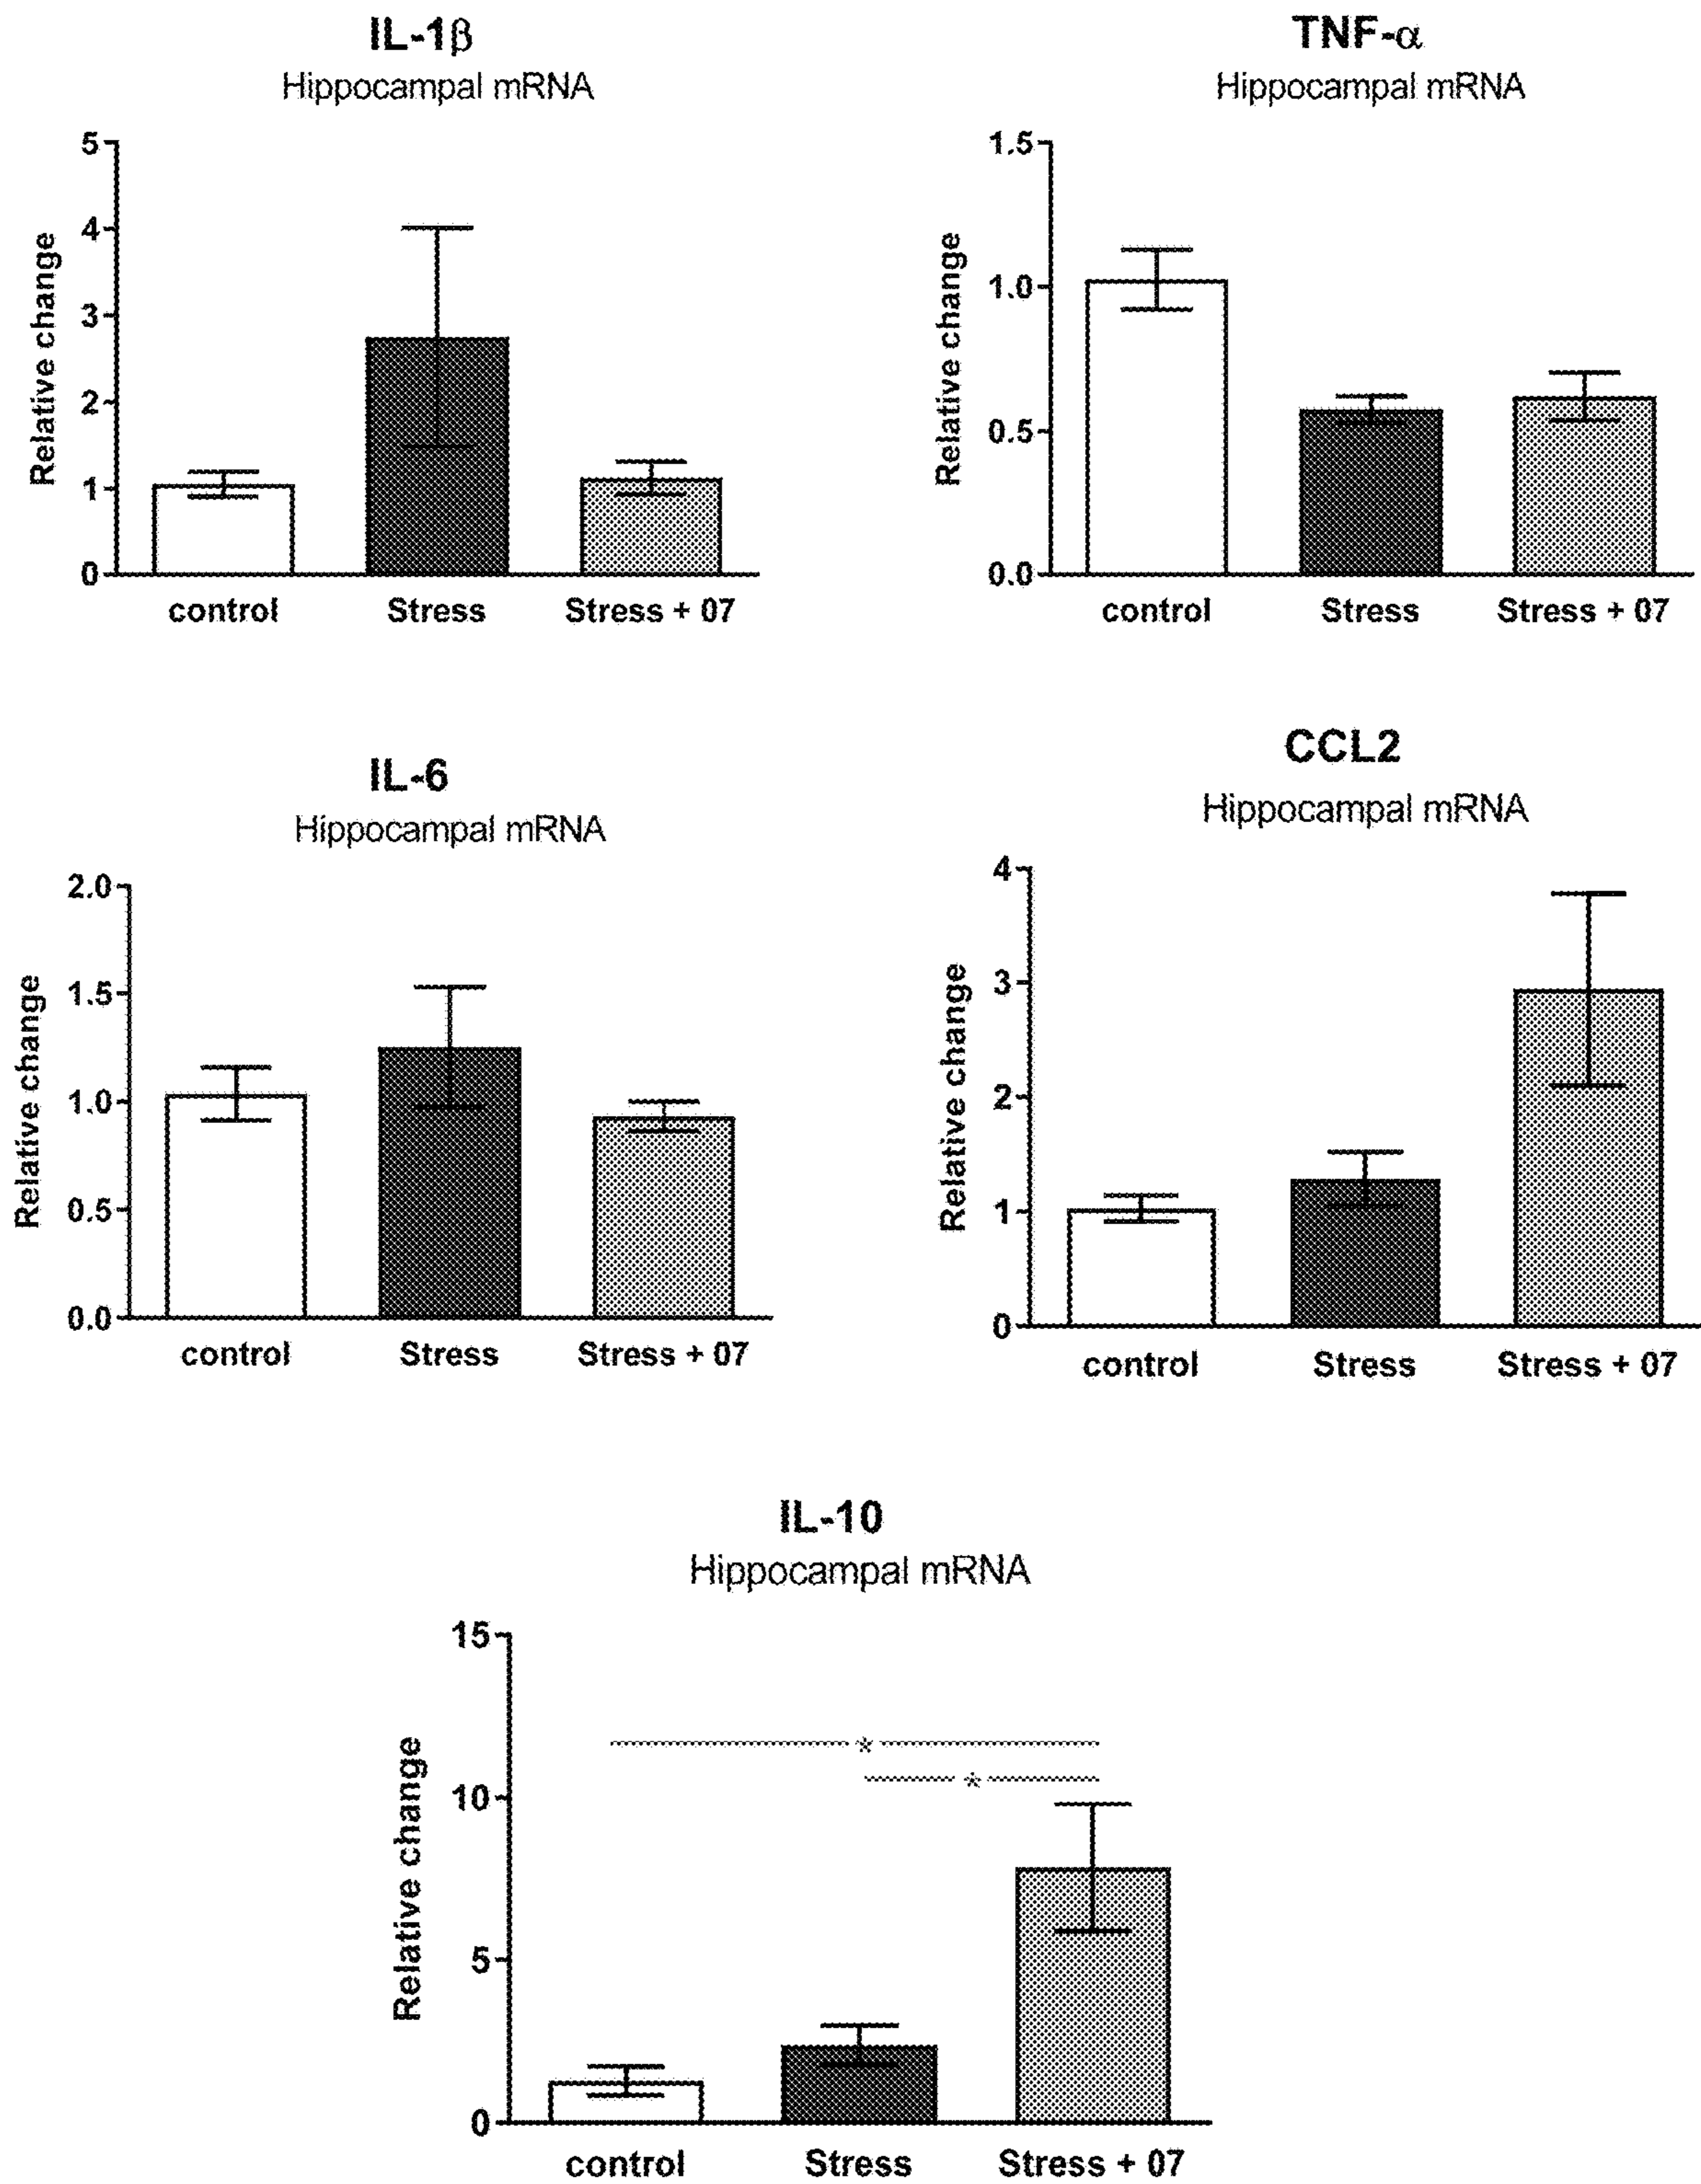 IL-1β
Hippocampal mRNA
Relative change
5
4
3
2
1
0
control Stress Stress + 07
TNF-α
Hippocampal mRNA
Relative change
1.5
1.0
0.5
0.0
control Stress Stress + 07
IL-6
Hippocampal mRNA
Relative change
2.0
1.5
1.0
0.5
0.0
control Stress Stress + 07
CCL2
Hippocampal mRNA
Relative change
4
3
2
1
0
control Stress Stress + 07
IL-10
Hippocampal mRNA
Relative change
15
10
5
0
*
*
control Stress Stress + 07